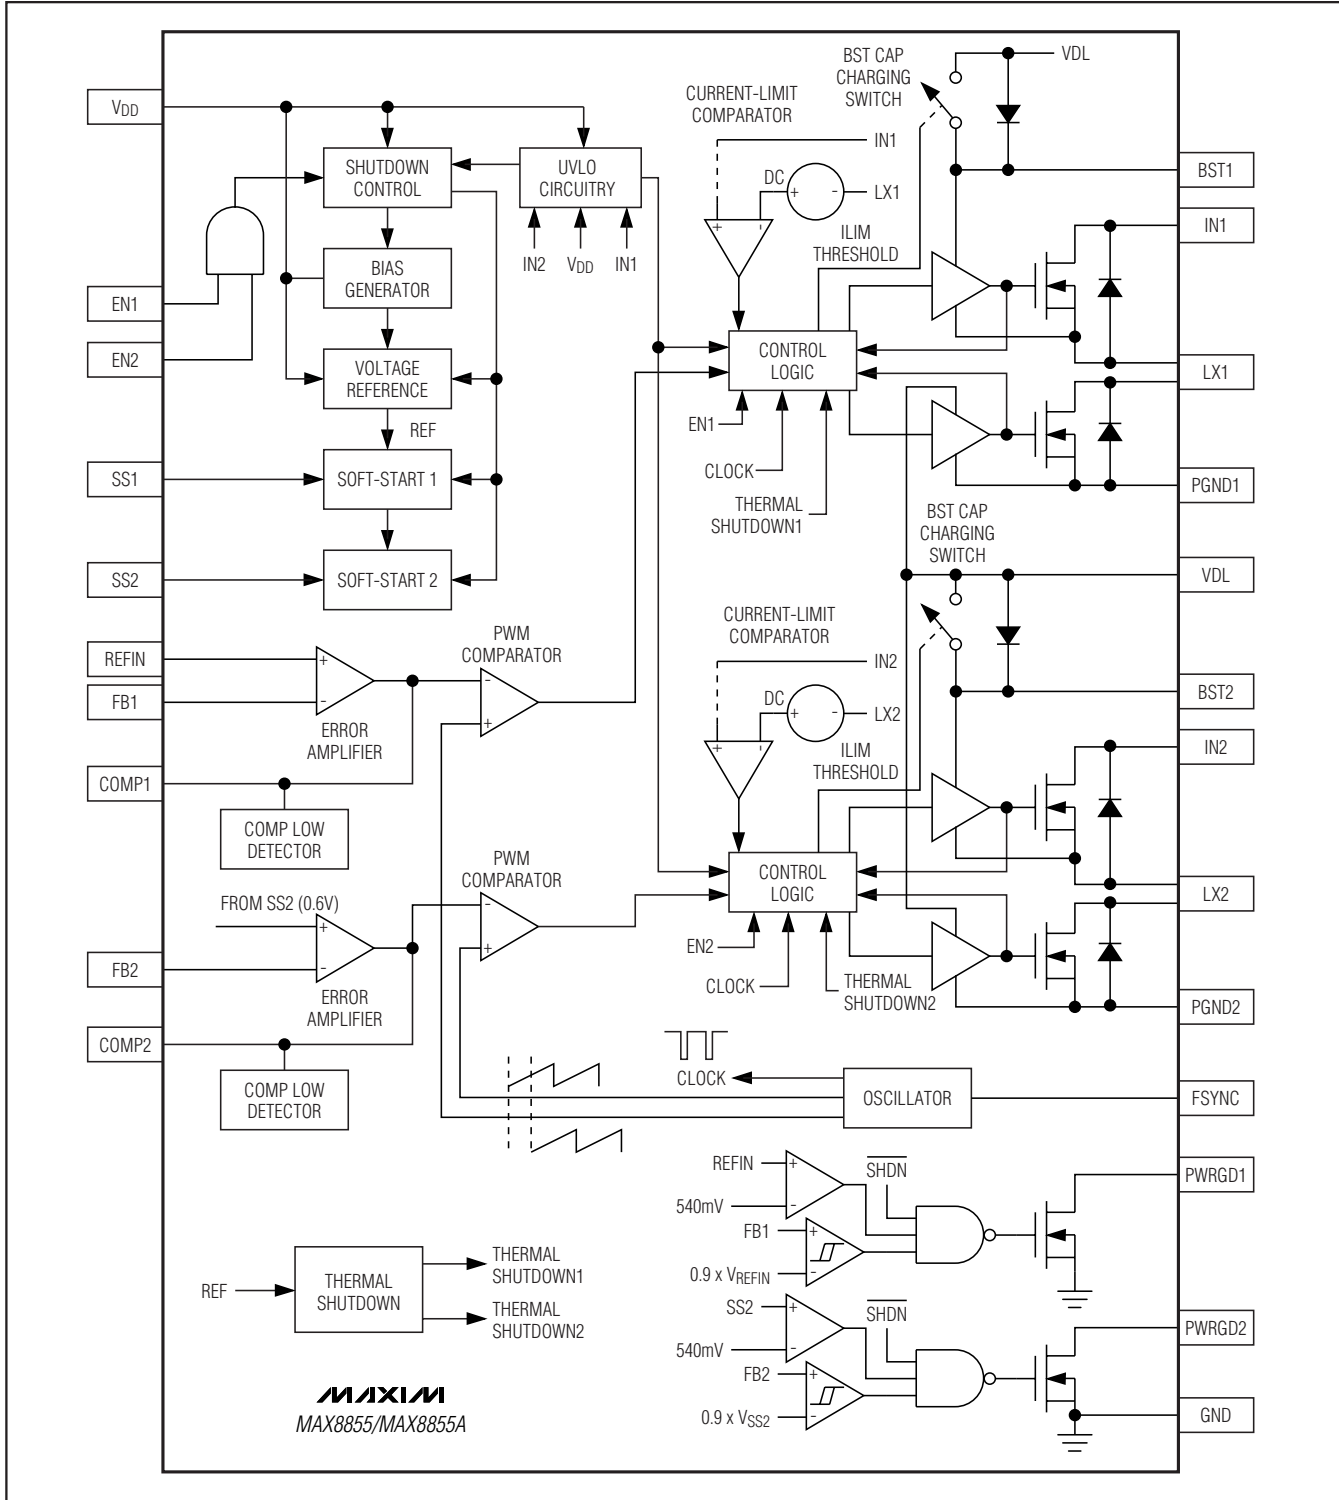 VDD
EN1
EN2
SS1
SS2
REFIN
FB1
COMP1
FB2
COMP2
SHUTDOWN
CONTROL
UVLO
CIRCUITRY
IN2
VDD
IN1
BIAS
GENERATOR
VOLTAGE
REFERENCE
REF
SOFT-START 1
SOFT-START 2
CURRENT-LIMIT
COMPARATOR
IN1
DC
+
-
LX1
+
-
ILIM
THRESHOLD
BST CAP
CHARGING
SWITCH
VDL
CONTROL
LOGIC
EN1
CLOCK
THERMAL
SHUTDOWN1
BST1
IN1
LX1
PGND1
BST CAP
CHARGING
SWITCH
VDL
BST2
IN2
LX2
PGND2
FSYNC
PWRGD1
PWRGD2
GND
+
-
ERROR
AMPLIFIER
PWM
COMPARATOR
-
+
COMP LOW
DETECTOR
CURRENT-LIMIT
COMPARATOR
IN2
DC
+
-
LX2
+
-
ILIM
THRESHOLD
CONTROL
LOGIC
EN2
CLOCK
THERMAL
SHUTDOWN2
FROM SS2 (0.6V)
+
-
ERROR
AMPLIFIER
PWM
COMPARATOR
-
+
COMP LOW
DETECTOR
CLOCK
OSCILLATOR
REFIN
+
540mV
-
SHDN
FB1
+
0.9 x VREFIN
-
SS2
+
540mV
-
SHDN
FB2
+
0.9 x VSS2
-
REF
THERMAL
SHUTDOWN
THERMAL
SHUTDOWN1
THERMAL
SHUTDOWN2
MAXIM
MAX8855/MAX8855A